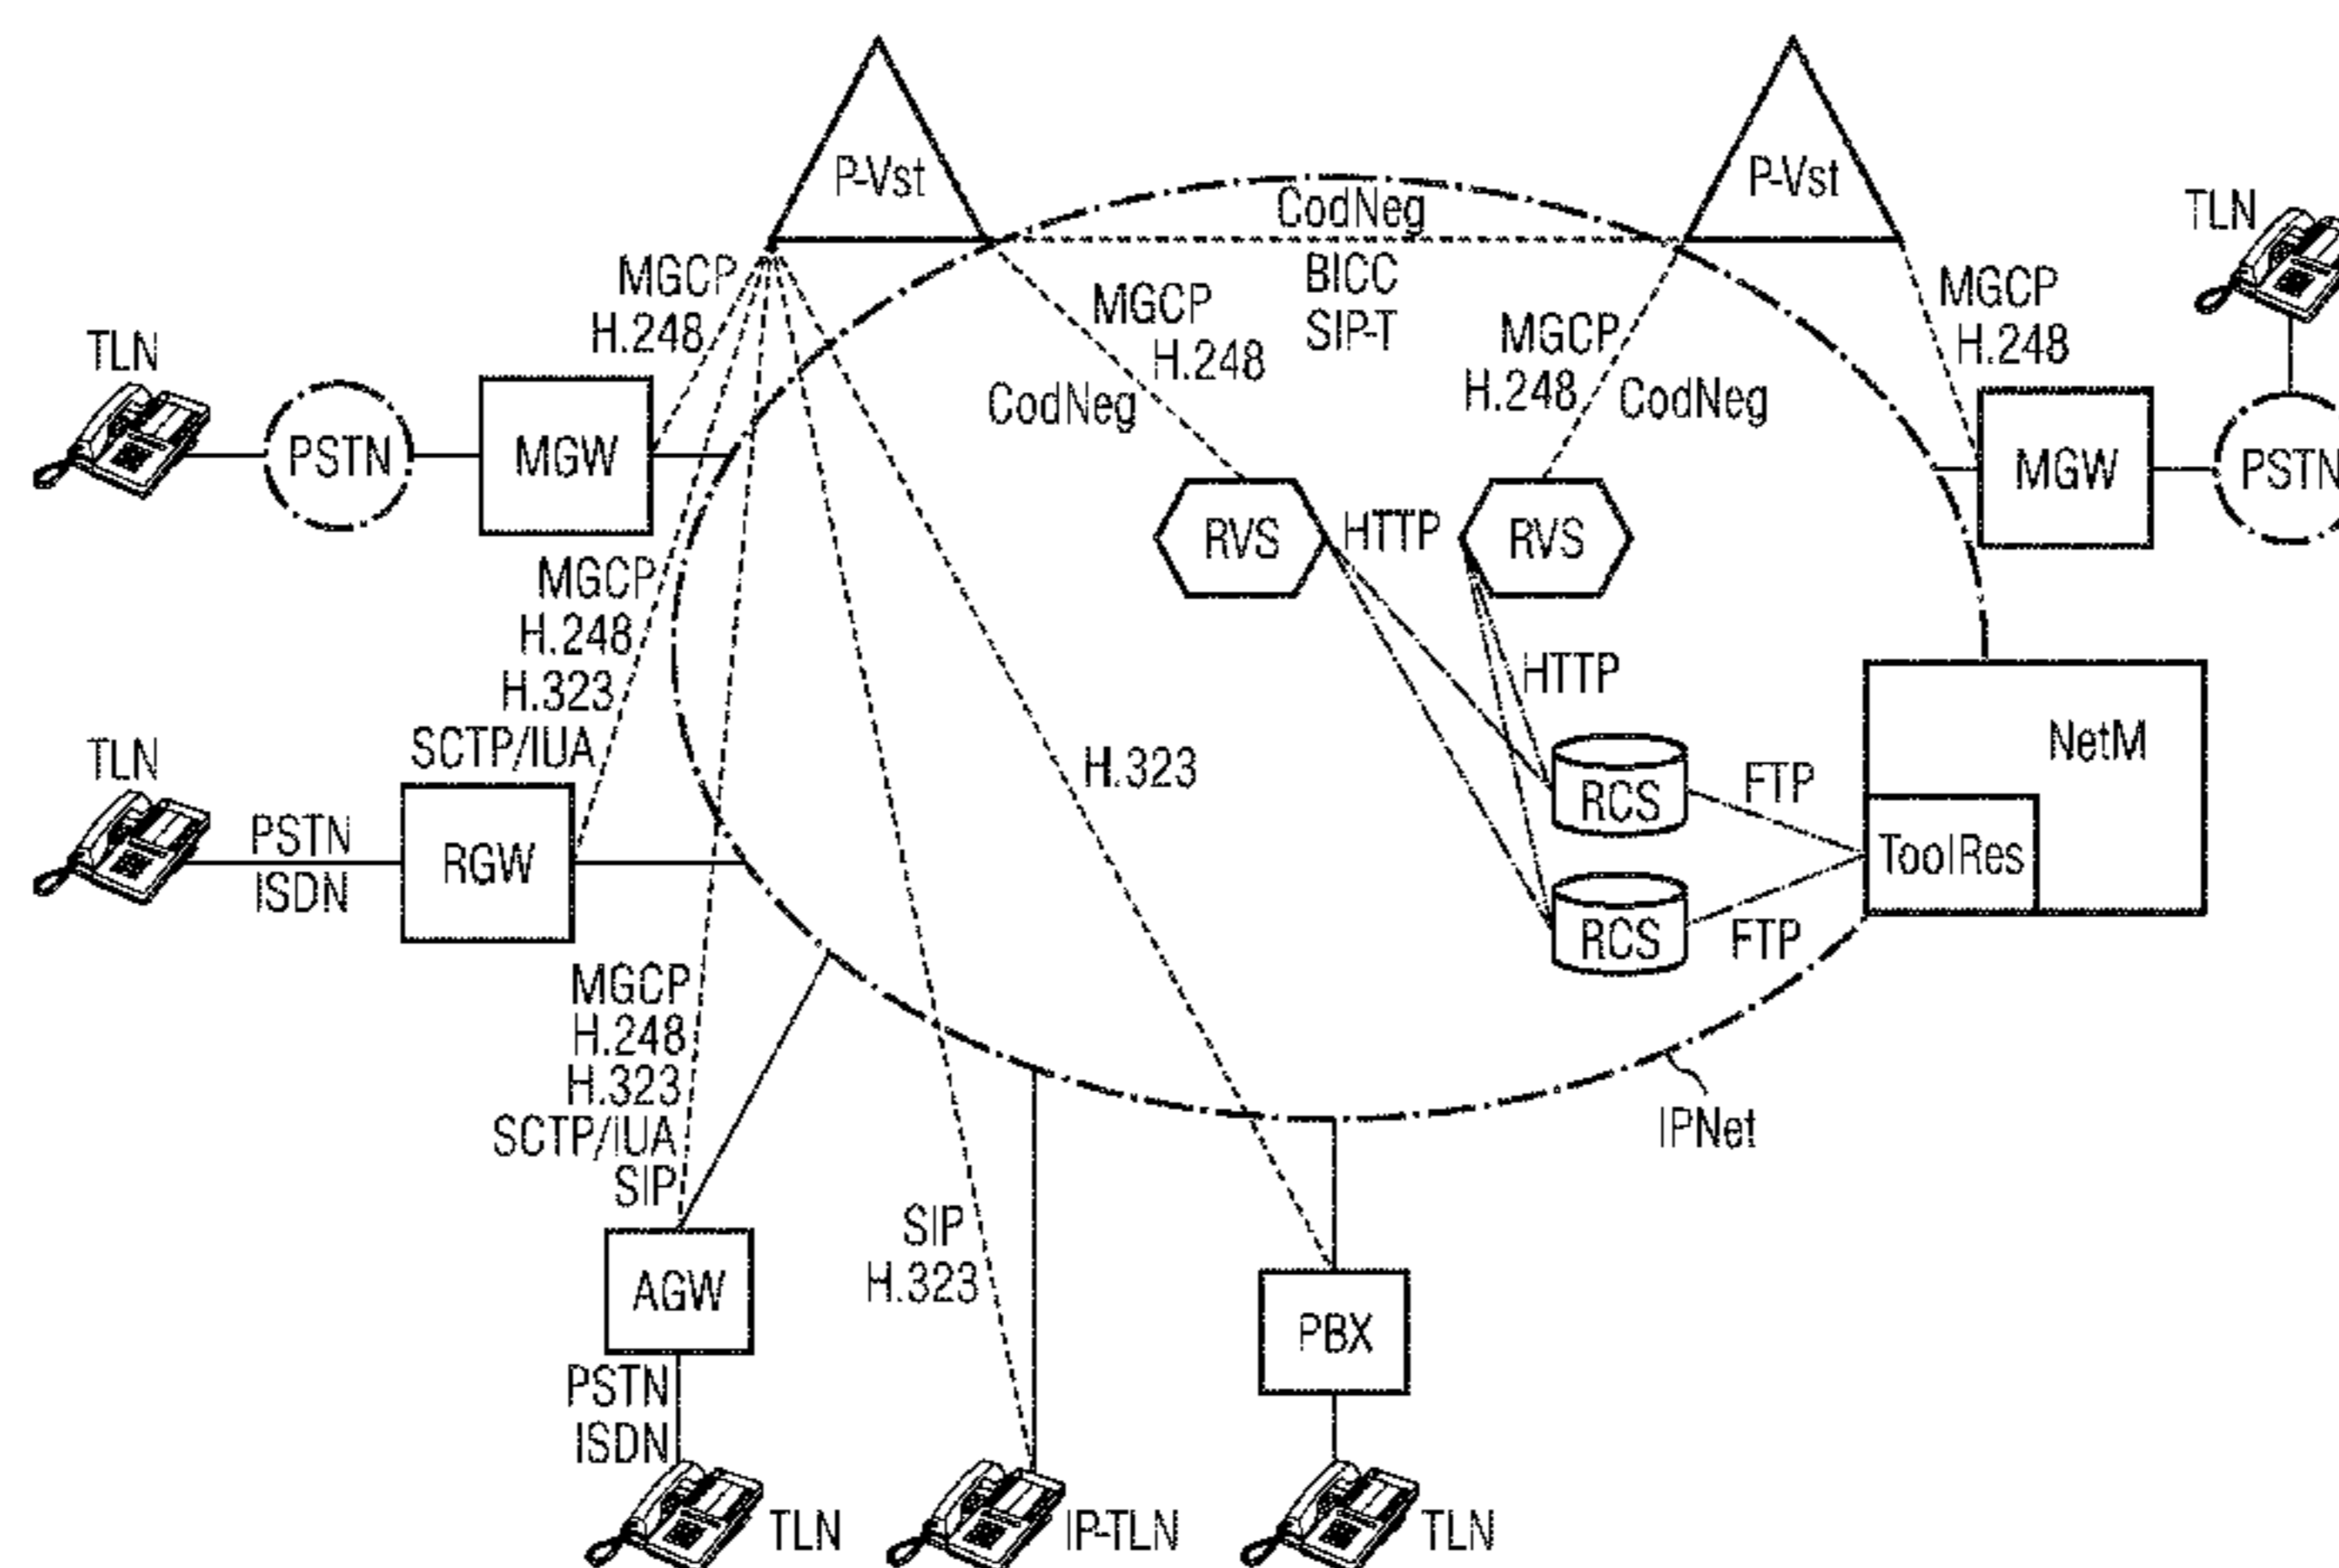 P-Vst
P-Vst
CodNeg
BICC
SIP-T
TLN
MGCP
H.248
MGCP
H.248
CodNeg
MGCP
H.248
CodNeg
MGCP
H.248
TLN
PSTN
MGW
MGW
PSTN
RVS
HTTP
RVS
MGCP
H.248
H.323
SCTP/IUA
HTTP
TLN
PSTN
ISDN
RGW
H.323
RCS
FTP
NetM
ToolRes
RCS
FTP
MGCP
H.248
H.323
SCTP/IUA
SIP
IPNet
SIP
H.323
AGW
PBX
PSTN
ISDN
TLN
IP-TLN
TLN